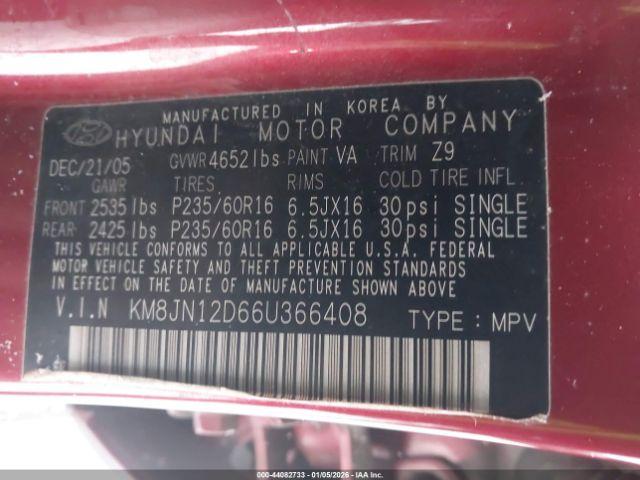 MANUFACTURED IN KOREA BY
HYUNDAI MOTOR COMPANY
DEC/21/05 GVWR 4652lbs PAINT VA TRIM Z9
GAWR TIRES RIMS COLD TIRE INFL.
FRONT 2535 lbs P235/60R16 6.5JX16 30psi SINGLE
REAR 2425 lbs P235/60R16 6.5JX16 30psi SINGLE
THIS VEHICLE CONFORMS TO ALL APPLICABLE U.S.A. FEDERAL
MOTOR VEHICLE SAFETY AND THEFT PREVENTION STANDARDS
IN EFFECT ON THE DATE OF MANUFACTURE SHOWN ABOVE.
V.I.N KM8JN12D66U366408 TYPE : MPV
000-44082733 - 01/05/2026 - IAA Inc.